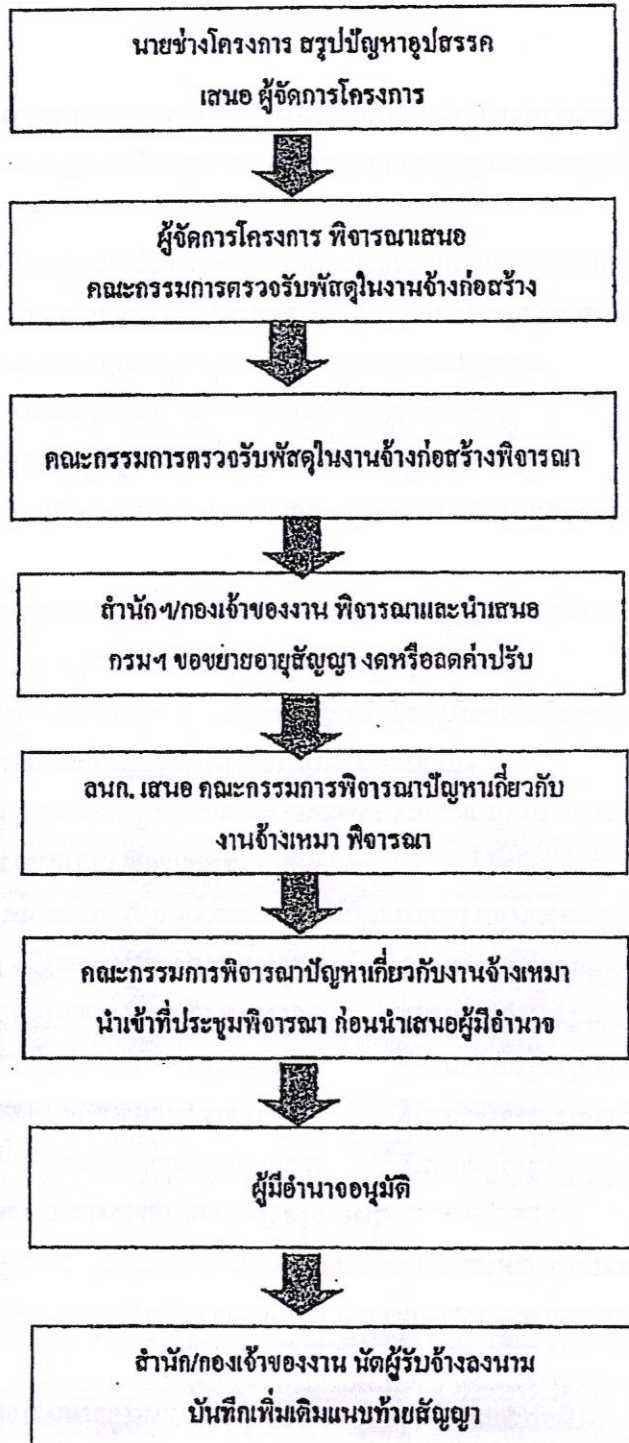 นายช่างโครงการ สรุปปัญหาอุปสรรค
เสนอ ผู้จัดการโครงการ
ผู้จัดการโครงการ พิจารณาเสนอ
คณะกรรมการตรวจรับพัสดุในงานจ้างก่อสร้าง
คณะกรรมการตรวจรับพัสดุในงานจ้างก่อสร้างพิจารณา
สำนักฯ/กองเจ้าของงาน พิจารณาและนำเสนอ
กรมฯ ขอขยายอายุสัญญา งดหรือลดค่าปรับ
ลนก. เสนอ คณะกรรมการพิจารณาปัญหาเกี่ยวกับ
งานจ้างเหมา พิจารณา
คณะกรรมการพิจารณาปัญหาเกี่ยวกับงานจ้างเหมา
นำเข้าที่ประชุมพิจารณา ก่อนนำเสนอผู้มีอำนาจ
ผู้มีอำนาจอนุมัติ
สำนัก/กองเจ้าของงาน นัดผู้รับจ้างลงนาม
บันทึกเพิ่มเติมแนบท้ายสัญญา